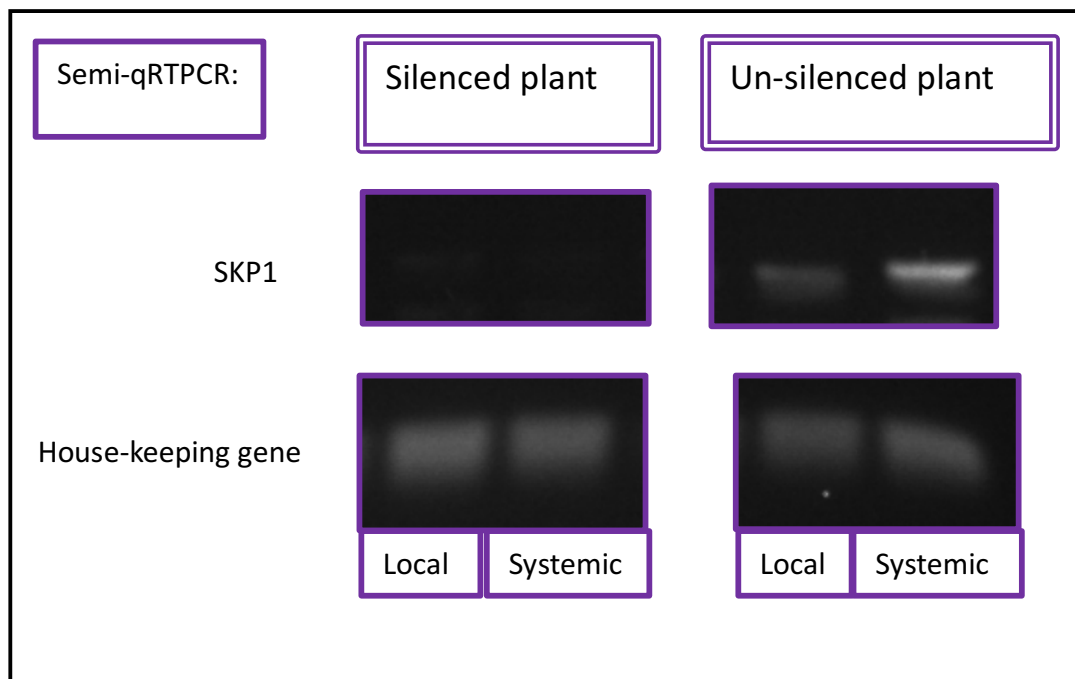 Semi-qRTPCR:
Silenced plant
Un-silenced plant
SKP1
House-keeping gene
Local
Systemic
Local
Systemic